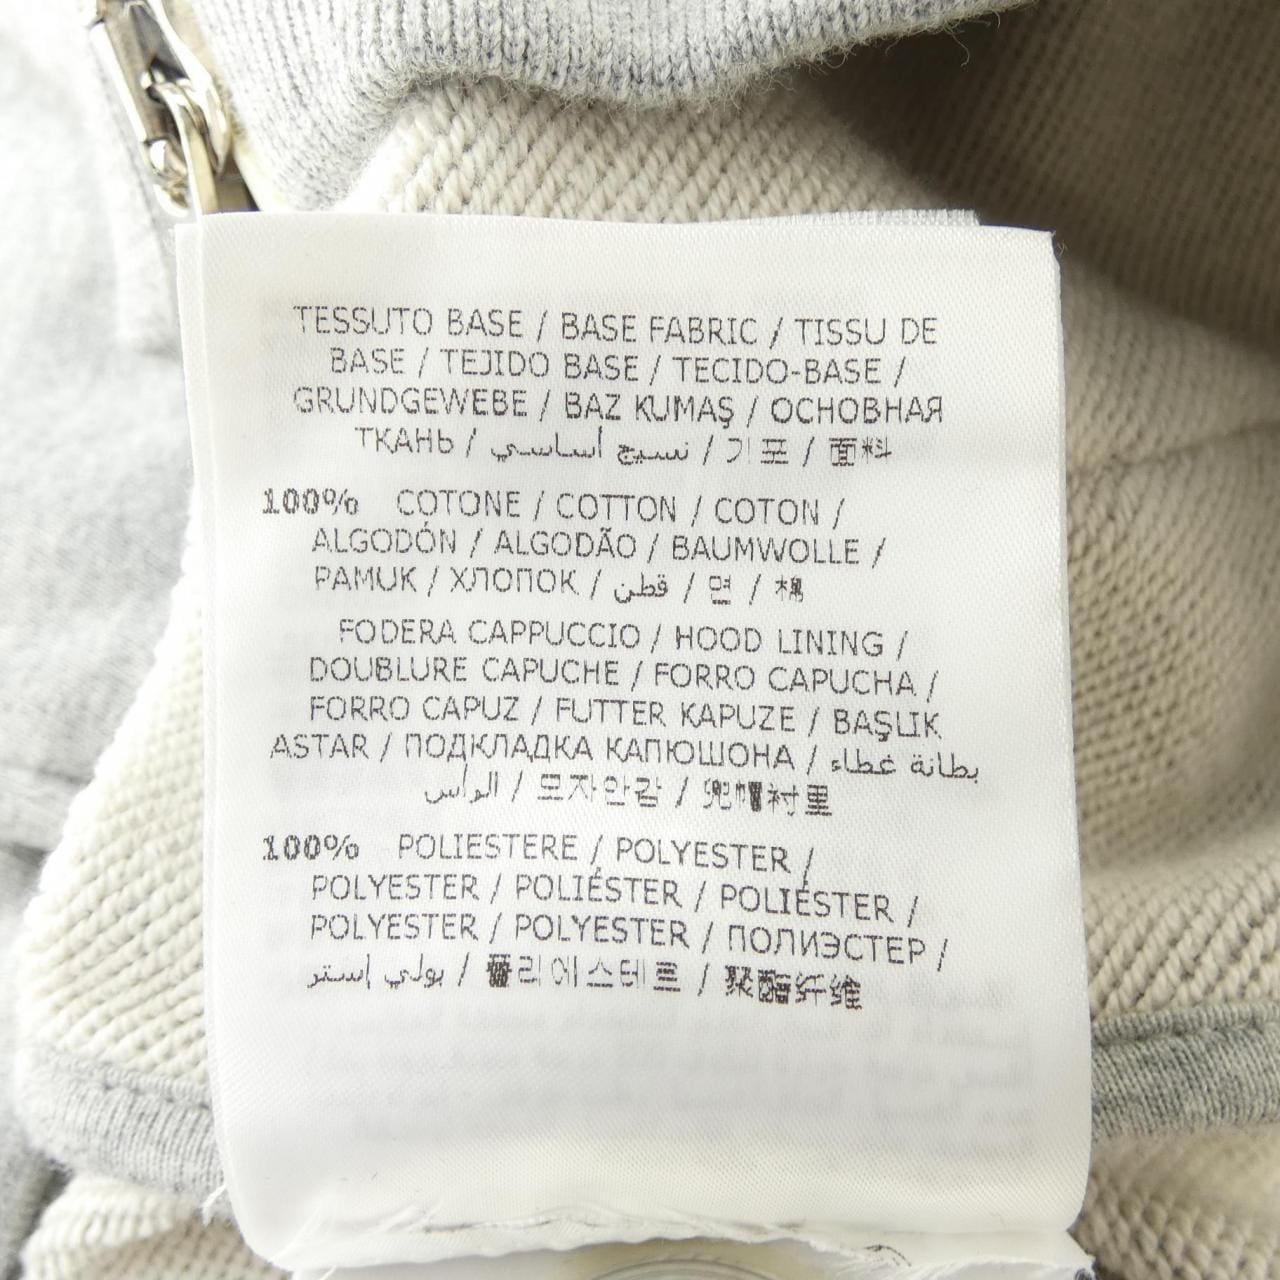 TESSUTO BASE / BASE FABRIC / TISSU DE
BASE / TEJIDO BASE / TECIDO-BASE /
GRUNDGEWEBE / BAZ KUMAŞ / ОСНОВНАЯ
ТКАНЬ / نسيج أساسي / 기포 / 面料
100% COTONE / COTTON / COTON /
ALGODÓN / ALGODÃO / BAUMWOLLE /
PAMUK / ХЛОПОК / قطن / 면 / 棉
FODERA CAPPUCCIO / HOOD LINING /
DOUBLURE CAPUCHE / FORRO CAPUCHA /
FORRO CAPUZ / FUTTER KAPUZE / BAŞLIK
ASTAR / ПОДКЛАДКА КАПЮШОНА / بطانة غطاء
الرأس / 모자안감 / 兜帽衬里
100% POLIESTERE / POLYESTER /
POLYESTER / POLIÉSTER / POLIÉSTER /
POLYESTER / POLYESTER / ПОЛИЭСТЕР /
بولي إستر / 폴리에스테르 / 聚酯纤维